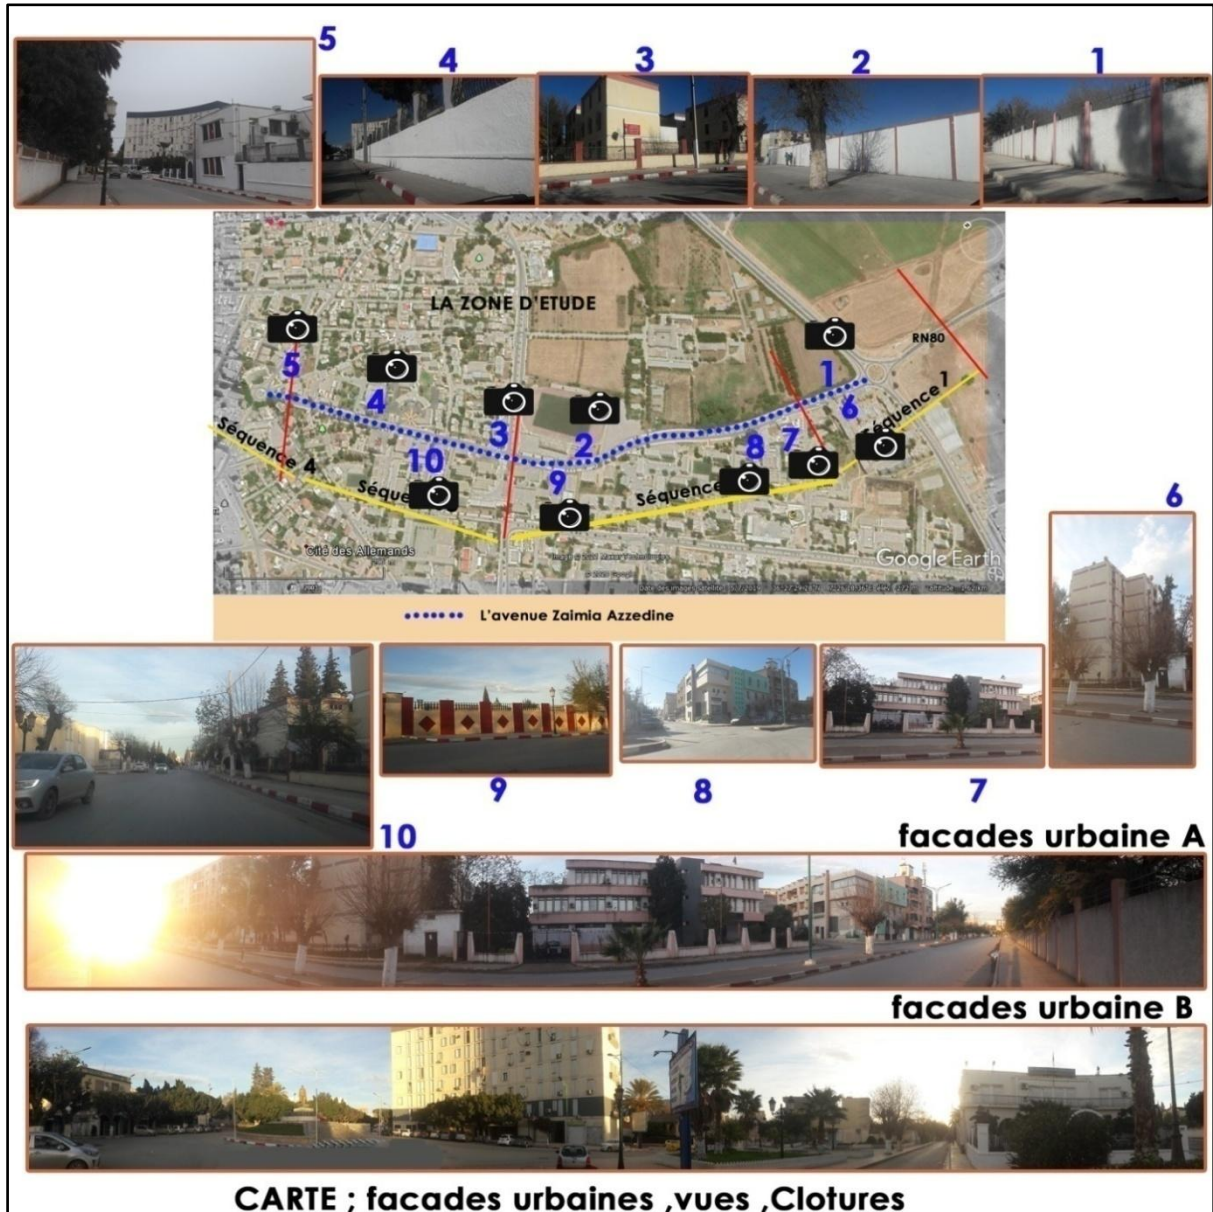 5
4
3
2
1
LA ZONE D'ETUDE
RN80
5
4
3
2
1
6
7
8
9
10
Séquence 1
Séquence
Séque
Séquence 4
Cité des Allemands
Google Earth
L'avenue Zaimia Azzedine
6
7
8
9
10
facades urbaine A
facades urbaine B
CARTE ; facades urbaines ,vues ,Clotures